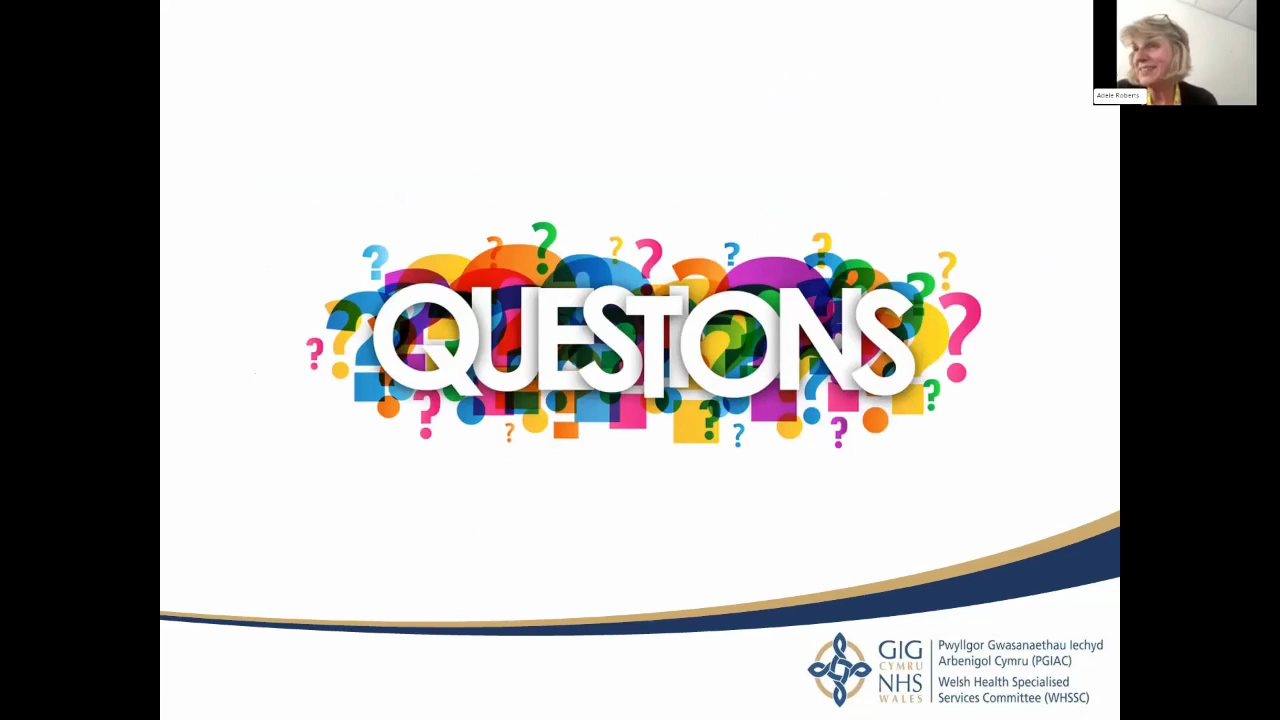 Adele Roberts
QUESTIONS
GIG
CYMRU
NHS
WALES
Pwyllgor Gwasanaethau Iechyd
Arbenigol Cymru (PGIAC)
Welsh Health Specialised
Services Committee (WHSSC)